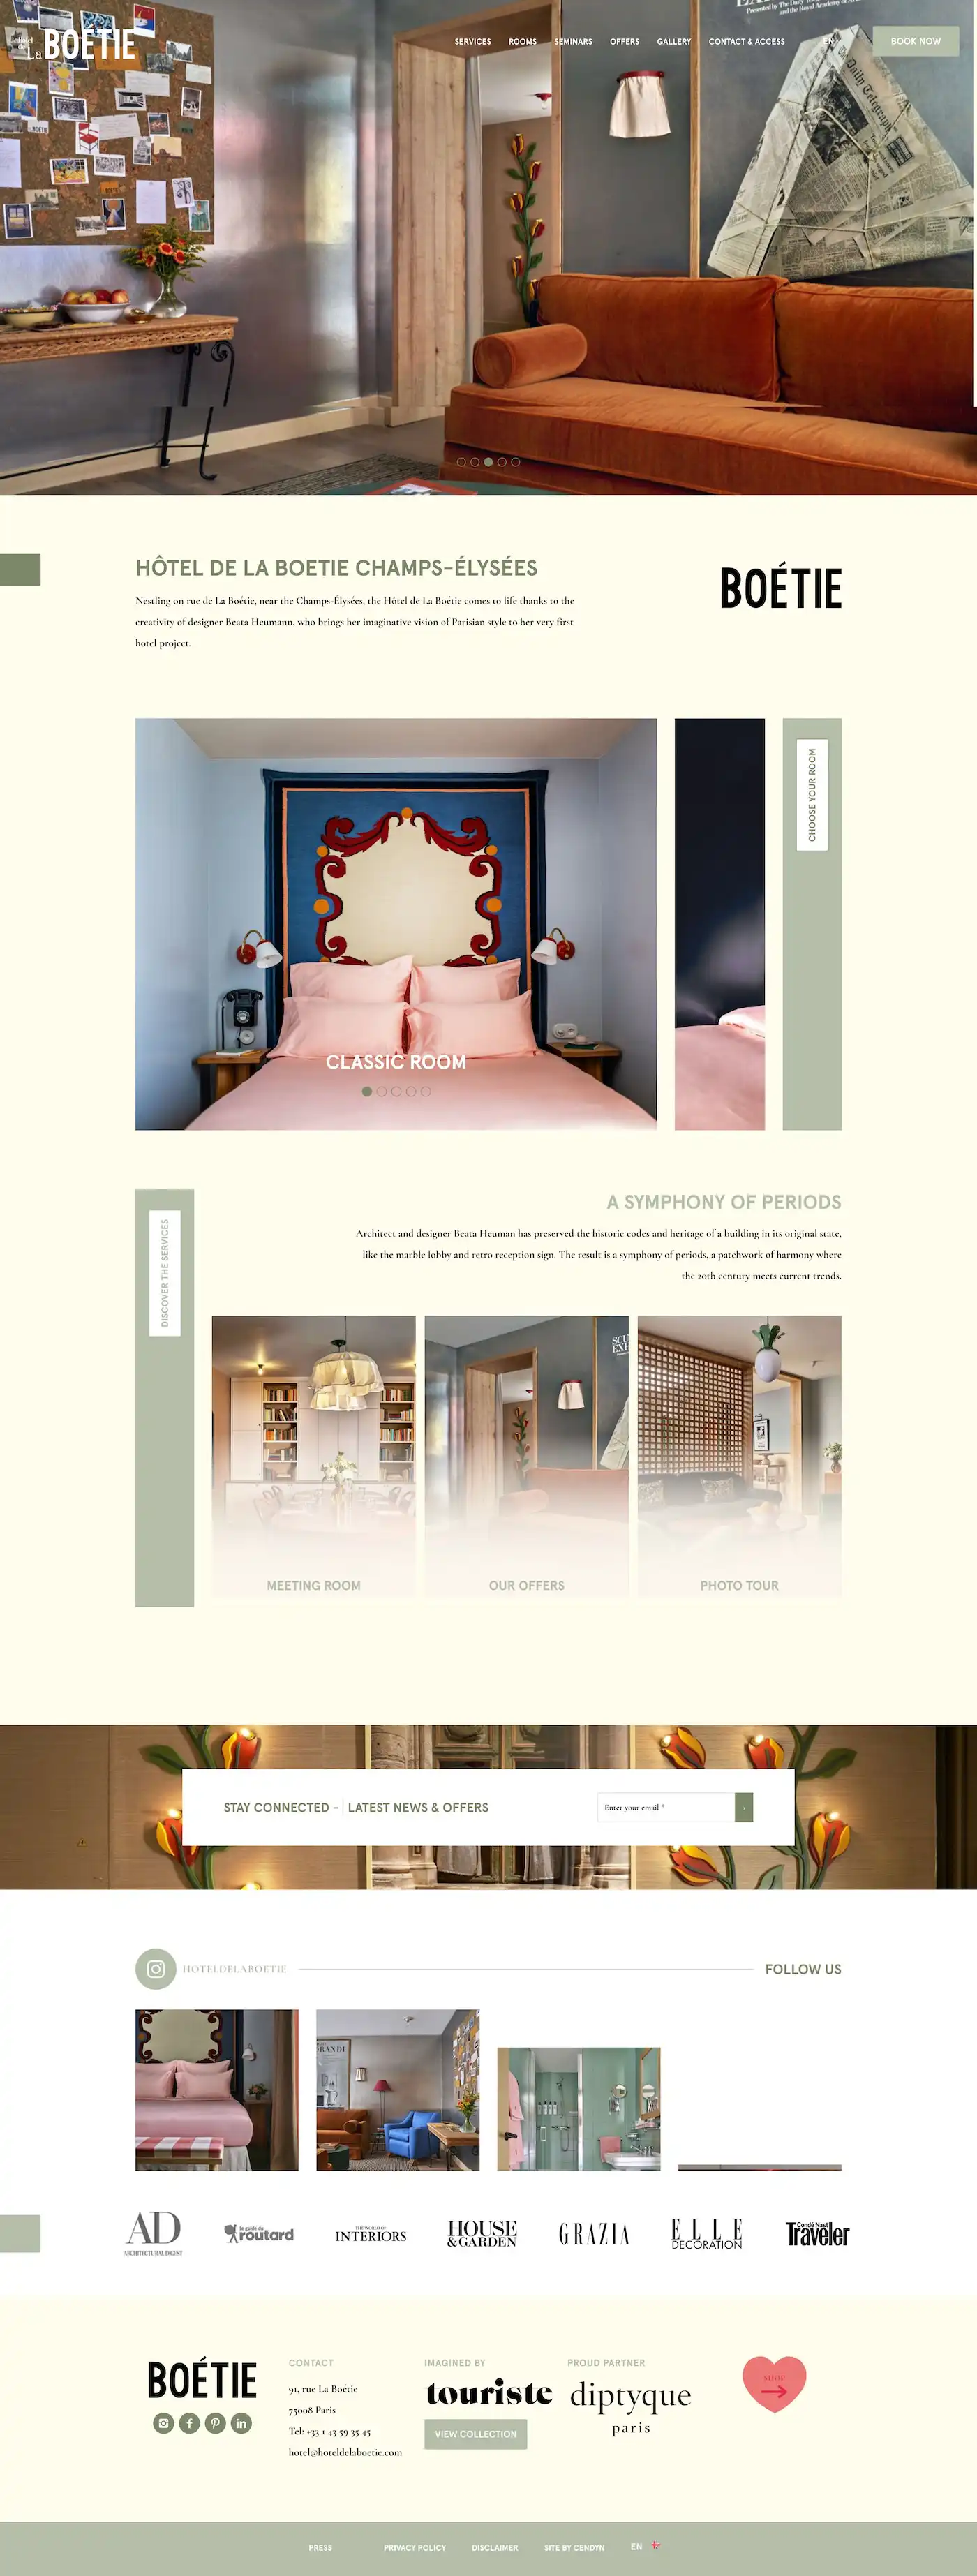 La BOÉTIE
SERVICES ROOMS SEMINARS OFFERS GALLERY CONTACT & ACCESS EN BOOK NOW
Daily Telegraph
HÔTEL DE LA BOETIE CHAMPS-ÉLYSÉES
Nestling on rue de La Boétie, near the Champs-Élysées, the Hôtel de La Boétie comes to life thanks to the
creativity of designer Beata Heumann, who brings her imaginative vision of Parisian style to her very first
hotel project.
BOÉTIE
CHOOSE YOUR ROOM
CLASSIC ROOM
DISCOVER THE SERVICES
A SYMPHONY OF PERIODS
Architect and designer Beata Heuman has preserved the historic codes and heritage of a building in its original state,
like the marble lobby and retro reception sign. The result is a symphony of periods, a patchwork of harmony where
the 20th century meets current trends.
MEETING ROOM
OUR OFFERS
PHOTO TOUR
STAY CONNECTED - LATEST NEWS & OFFERS
Enter your email *
›
HOTELDELABOETIE
FOLLOW US
AD
ARCHITECTURAL DIGEST
le guide du
routard
THE WORLD OF
INTERIORS
HOUSE
& GARDEN
GRAZIA
ELLE
DECORATION
Condé Nast
Traveler
BOÉTIE
CONTACT
91, rue La Boétie
75008 Paris
Tel: +33 1 43 59 35 45
hotel@hoteldelaboetie.com
IMAGINED BY
touriste
VIEW COLLECTION
PROUD PARTNER
diptyque
paris
SHOP
PRESS PRIVACY POLICY DISCLAIMER SITE BY CENDYN EN